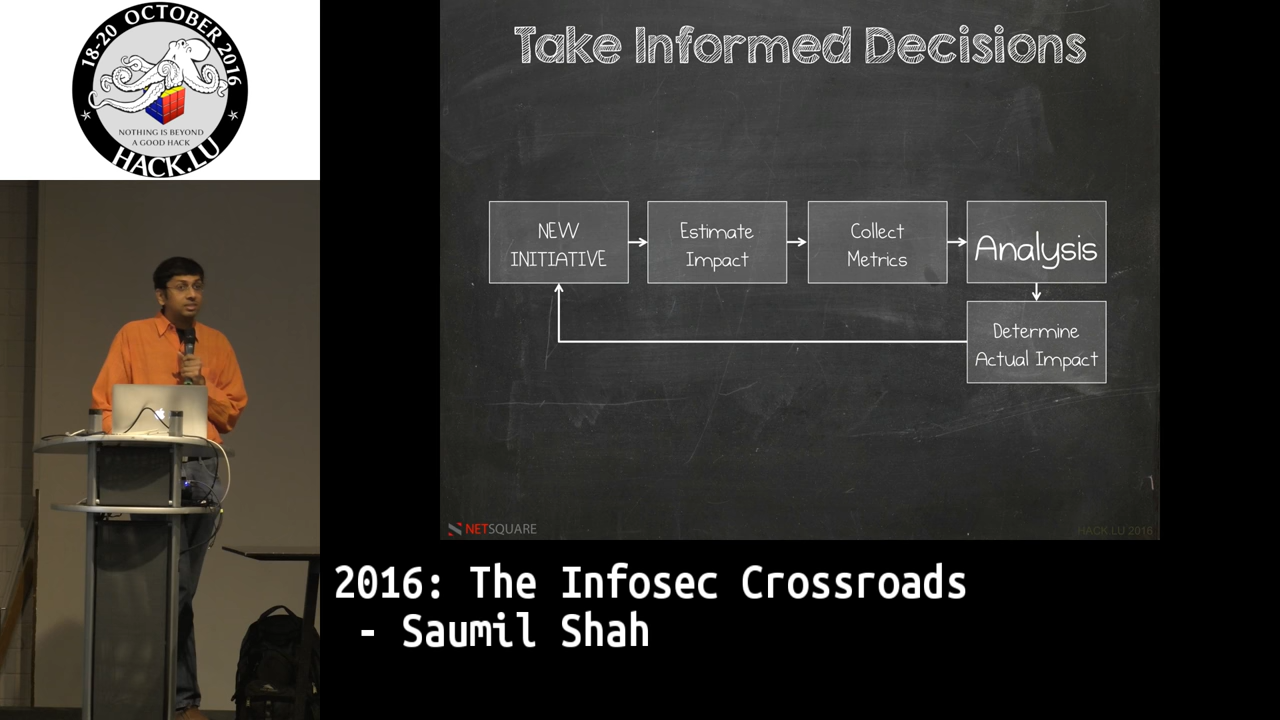 18-20 OCTOBER 2016
NOTHING IS BEYOND
A GOOD HACK
HACK.LU
Take Informed Decisions
NEW
INITIATIVE
Estimate
Impact
Collect
Metrics
Analysis
Determine
Actual Impact
NETSQUARE
HACK.LU 2016
2016: The Infosec Crossroads
- Saumil Shah